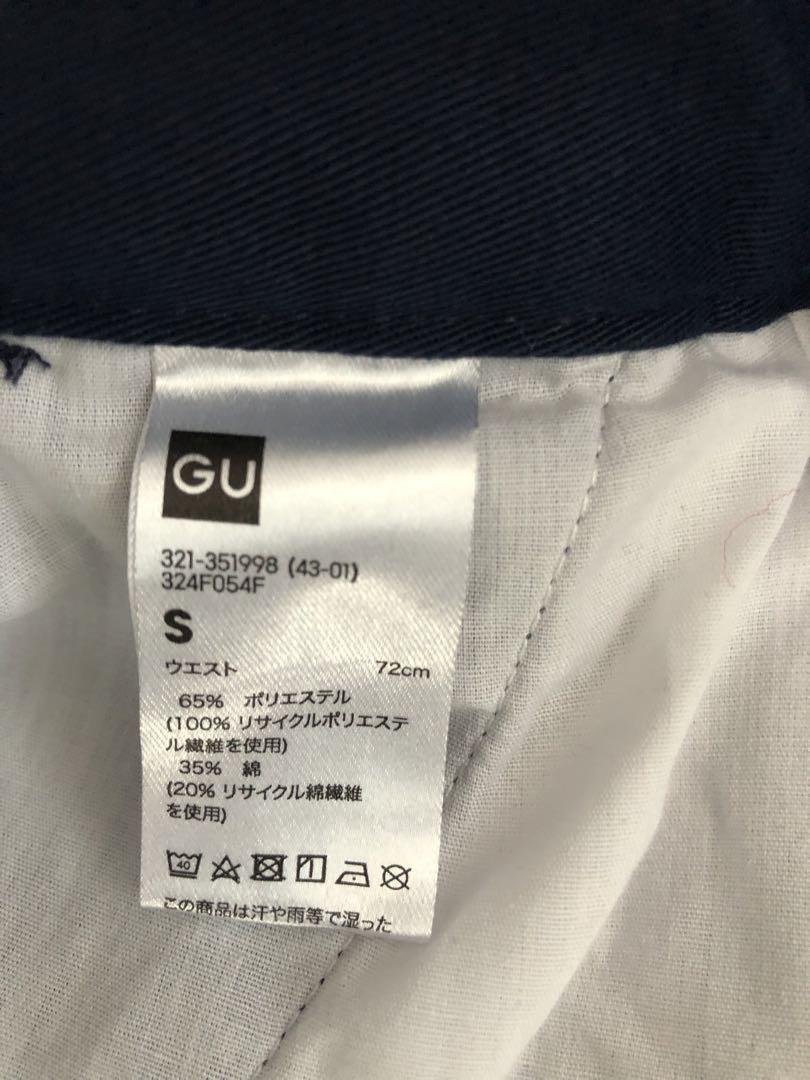 GU
321-351998 (43-01)
324F054F
S
ウエスト 72cm
65% ポリエステル
(100% リサイクルポリエステ
ル繊維を使用)
35% 綿
(20% リサイクル綿繊維
を使用)
40
この商品は汗や雨等で湿った